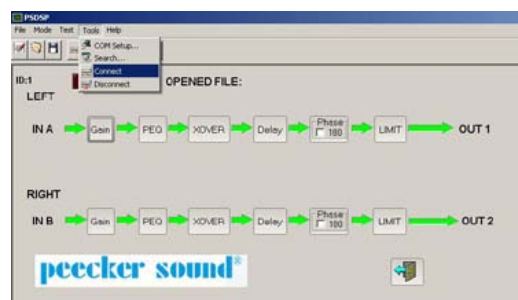 PSDSP
File Mode Test Tools Help
COM Setup...
Search...
Connect
Disconnect
ID:1
OPENED FILE:
LEFT
IN A Gain PEQ XOVER Delay Phase 180 LIMIT OUT 1
RIGHT
IN B Gain PEQ XOVER Delay Phase 180 LIMIT OUT 2
peecker sound®